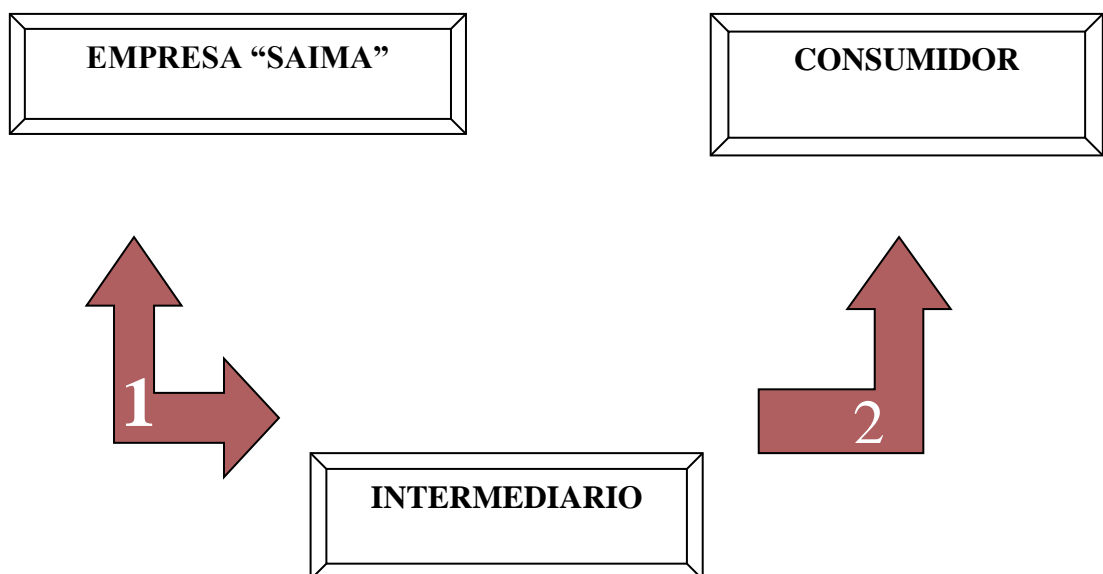 EMPRESA “SAIMA”
CONSUMIDOR
1
2
INTERMEDIARIO